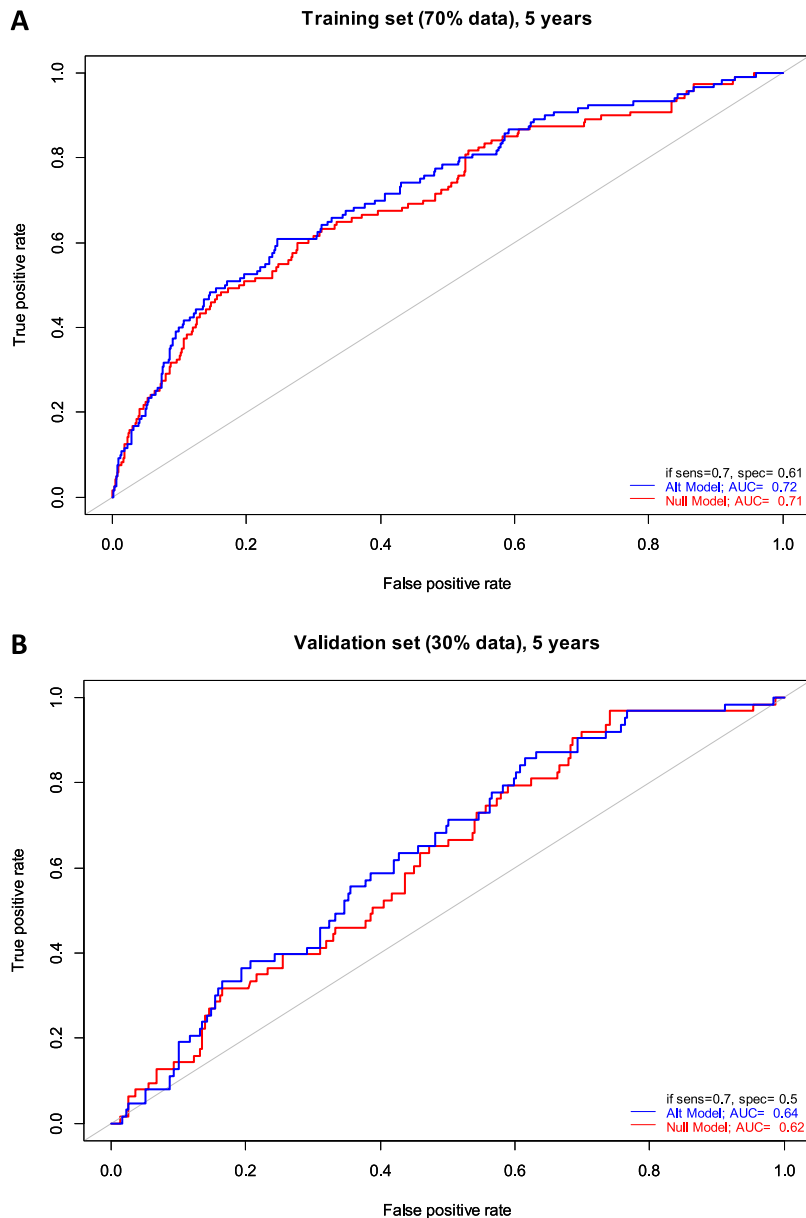 A
Training set (70% data), 5 years
True positive rate
1.0
0.8
0.6
0.4
0.2
0.0
if sens=0.7, spec= 0.61
Alt Model; AUC= 0.72
Null Model; AUC= 0.71
0.0 0.2 0.4 0.6 0.8 1.0
False positive rate
B
Validation set (30% data), 5 years
True positive rate
1.0
0.8
0.6
0.4
0.2
0.0
if sens=0.7, spec= 0.5
Alt Model; AUC= 0.64
Null Model; AUC= 0.62
0.0 0.2 0.4 0.6 0.8 1.0
False positive rate